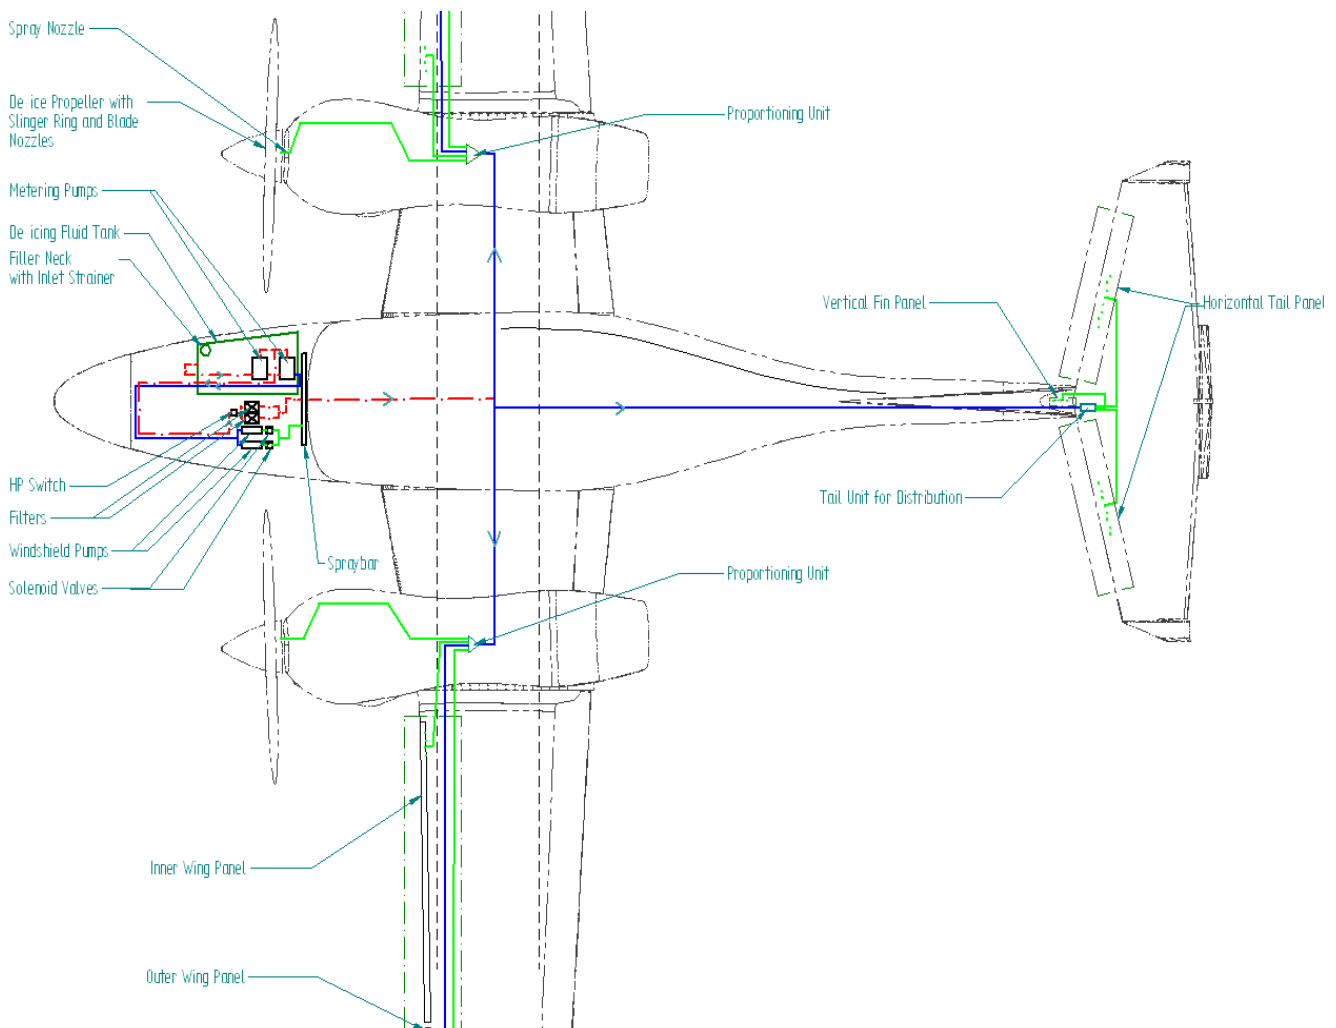 Spray Nozzle
De-ice Propeller with
Slinger Ring and Blade
Nozzles
Metering Pumps
De-icing Fluid Tank
Filler Neck
with Inlet Strainer
HP Switch
Filters
Windshield Pumps
Solenoid Valves
Spraybar
Proportioning Unit
Vertical Fin Panel
Horizontal Tail Panel
Tail Unit for Distribution
Proportioning Unit
Inner Wing Panel
Outer Wing Panel